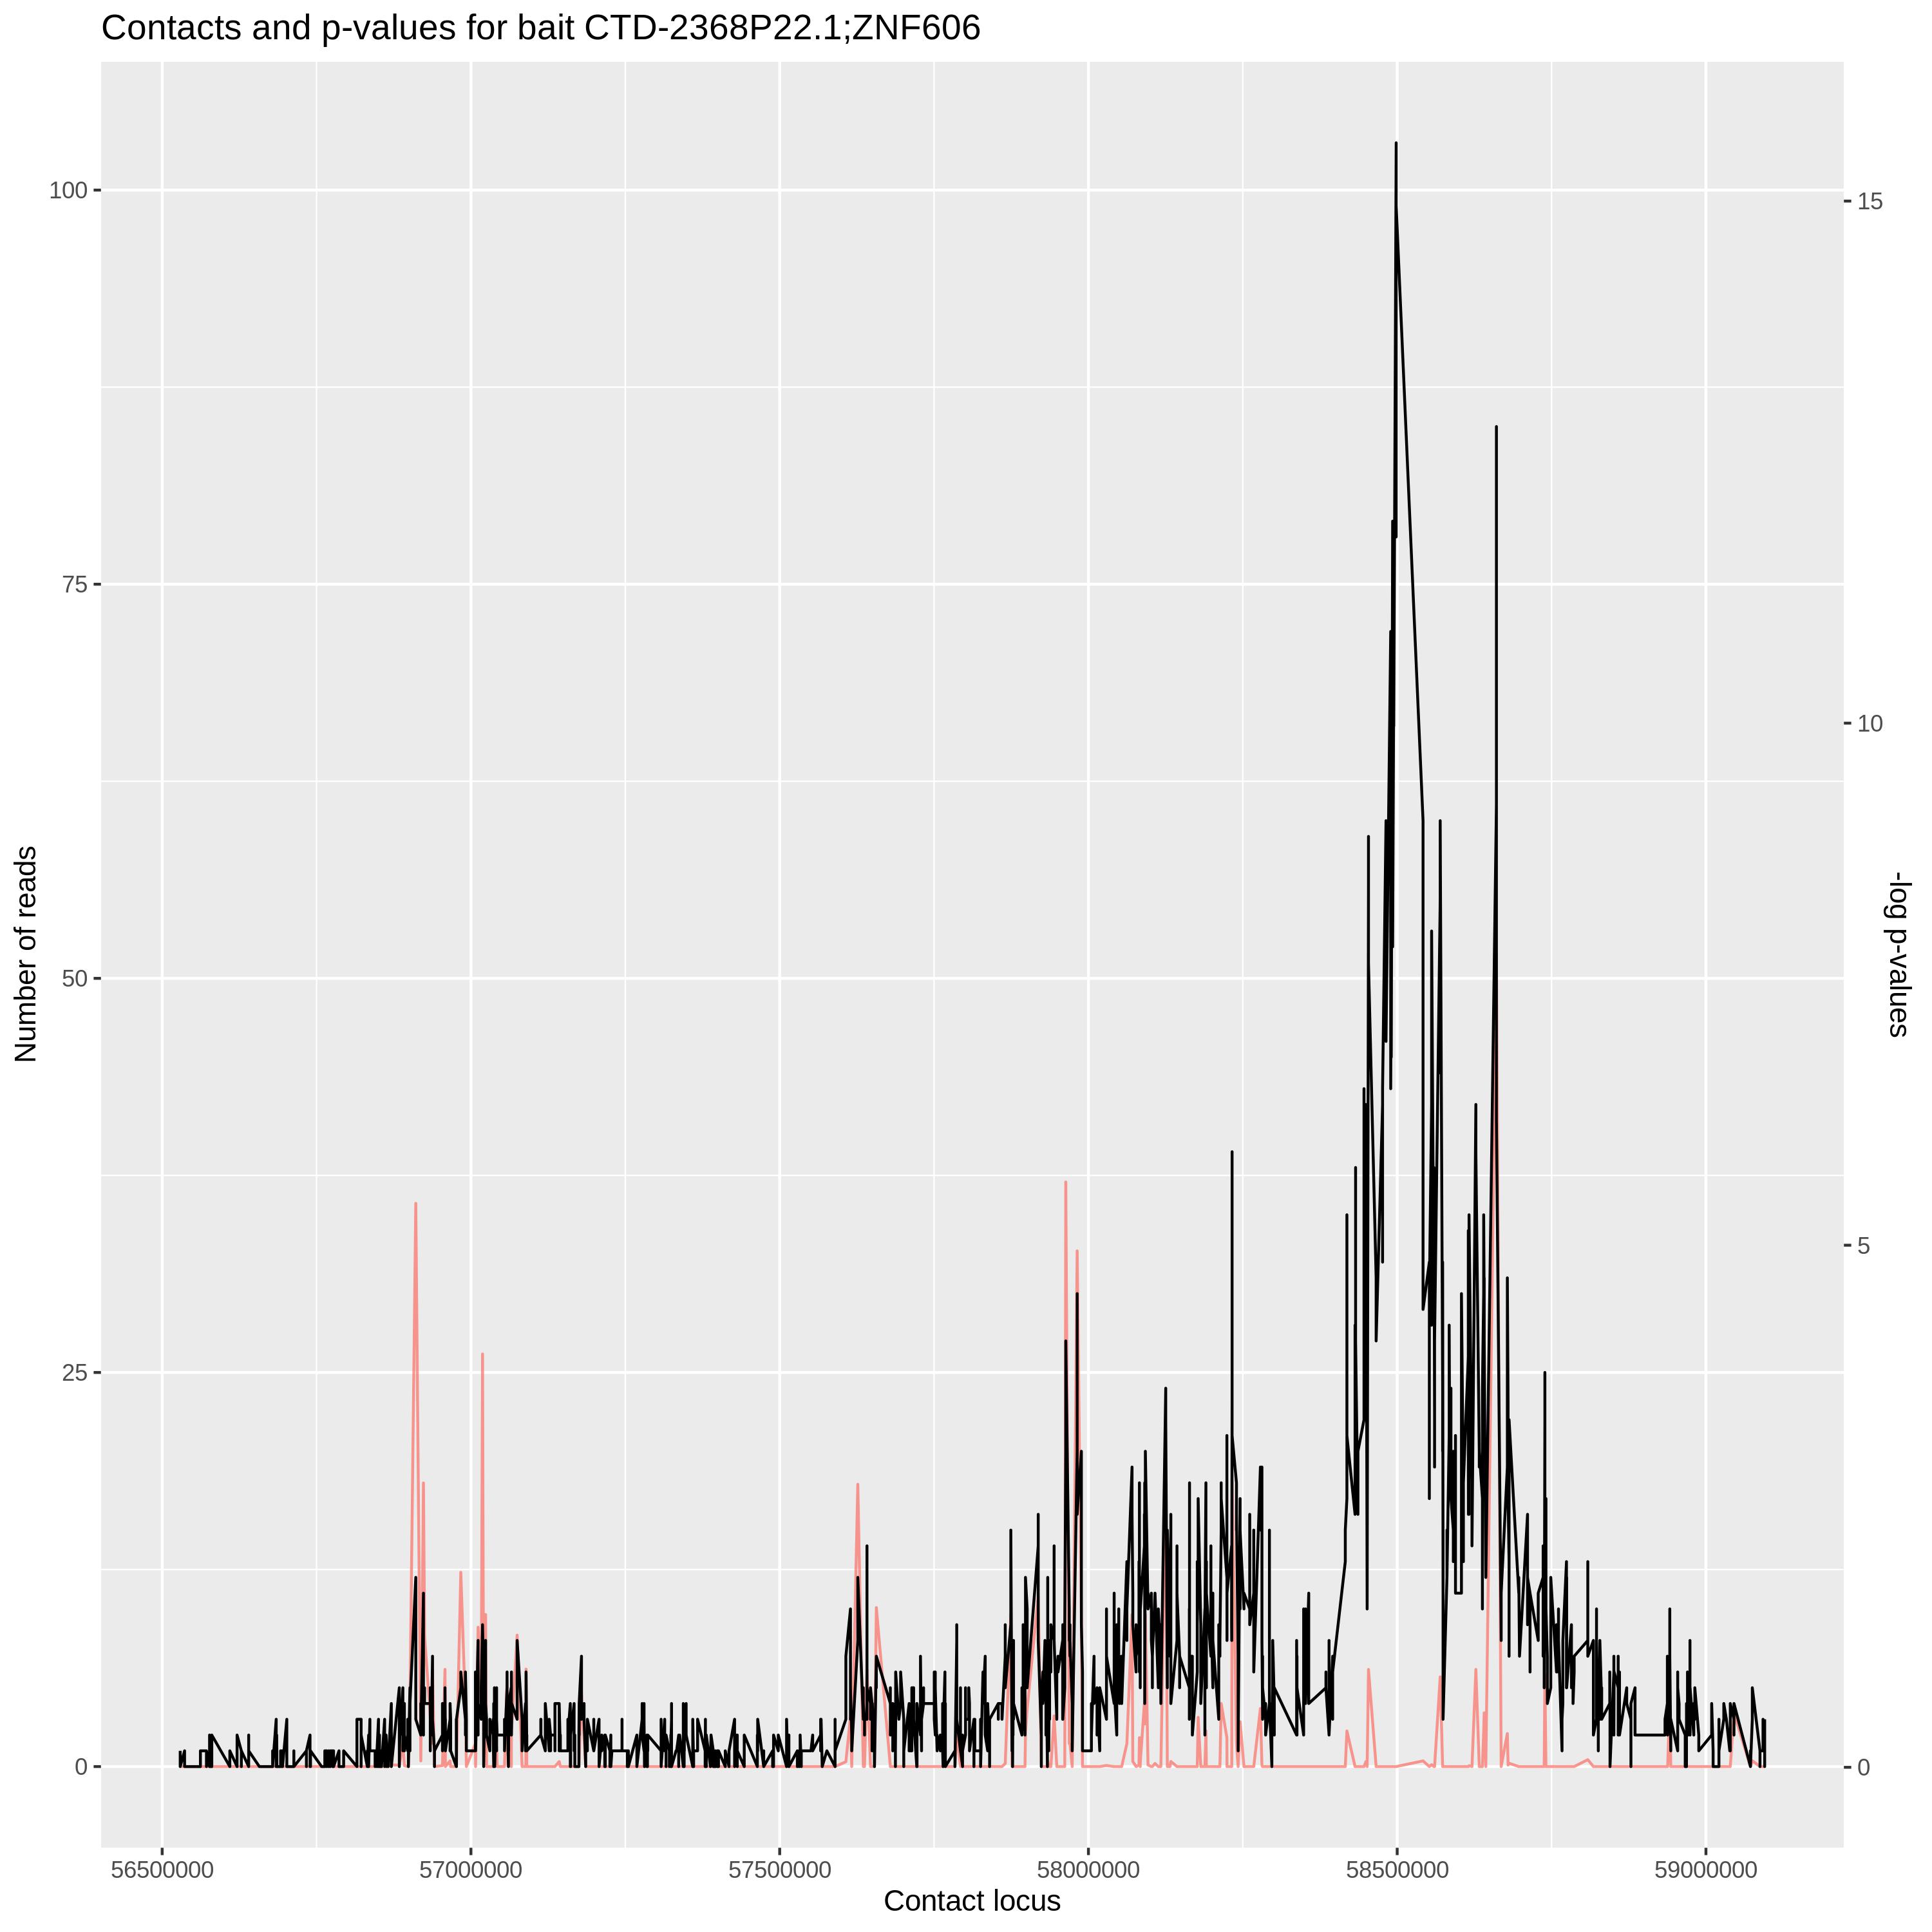 Contacts and p-values for bait CTD-2368P22.1;ZNF606
100
75
50
25
0
Number of reads
15
10
5
0
-log p-values
56500000 57000000 57500000 58000000 58500000 59000000
Contact locus